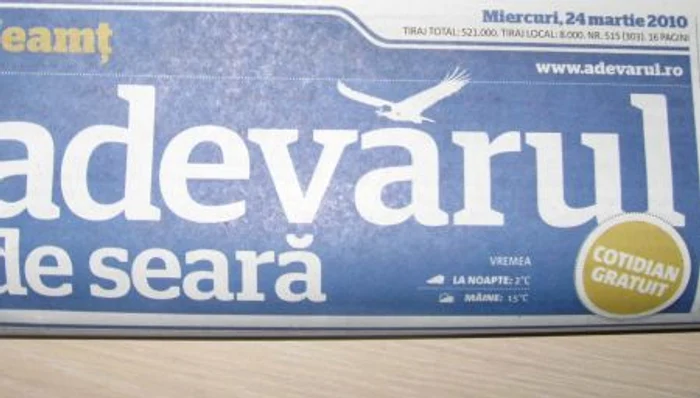 Neamț
Miercuri, 24 martie 2010
TIRAJ TOTAL: 521.000. TIRAJ LOCAL: 8.000. NR. 515 (303). 16 PAGINI
www.adevarul.ro
adevărul
de seară
VREMEA
LA NOAPTE: 2°C
MÂINE: 15°C
COTIDIAN
GRATUIT